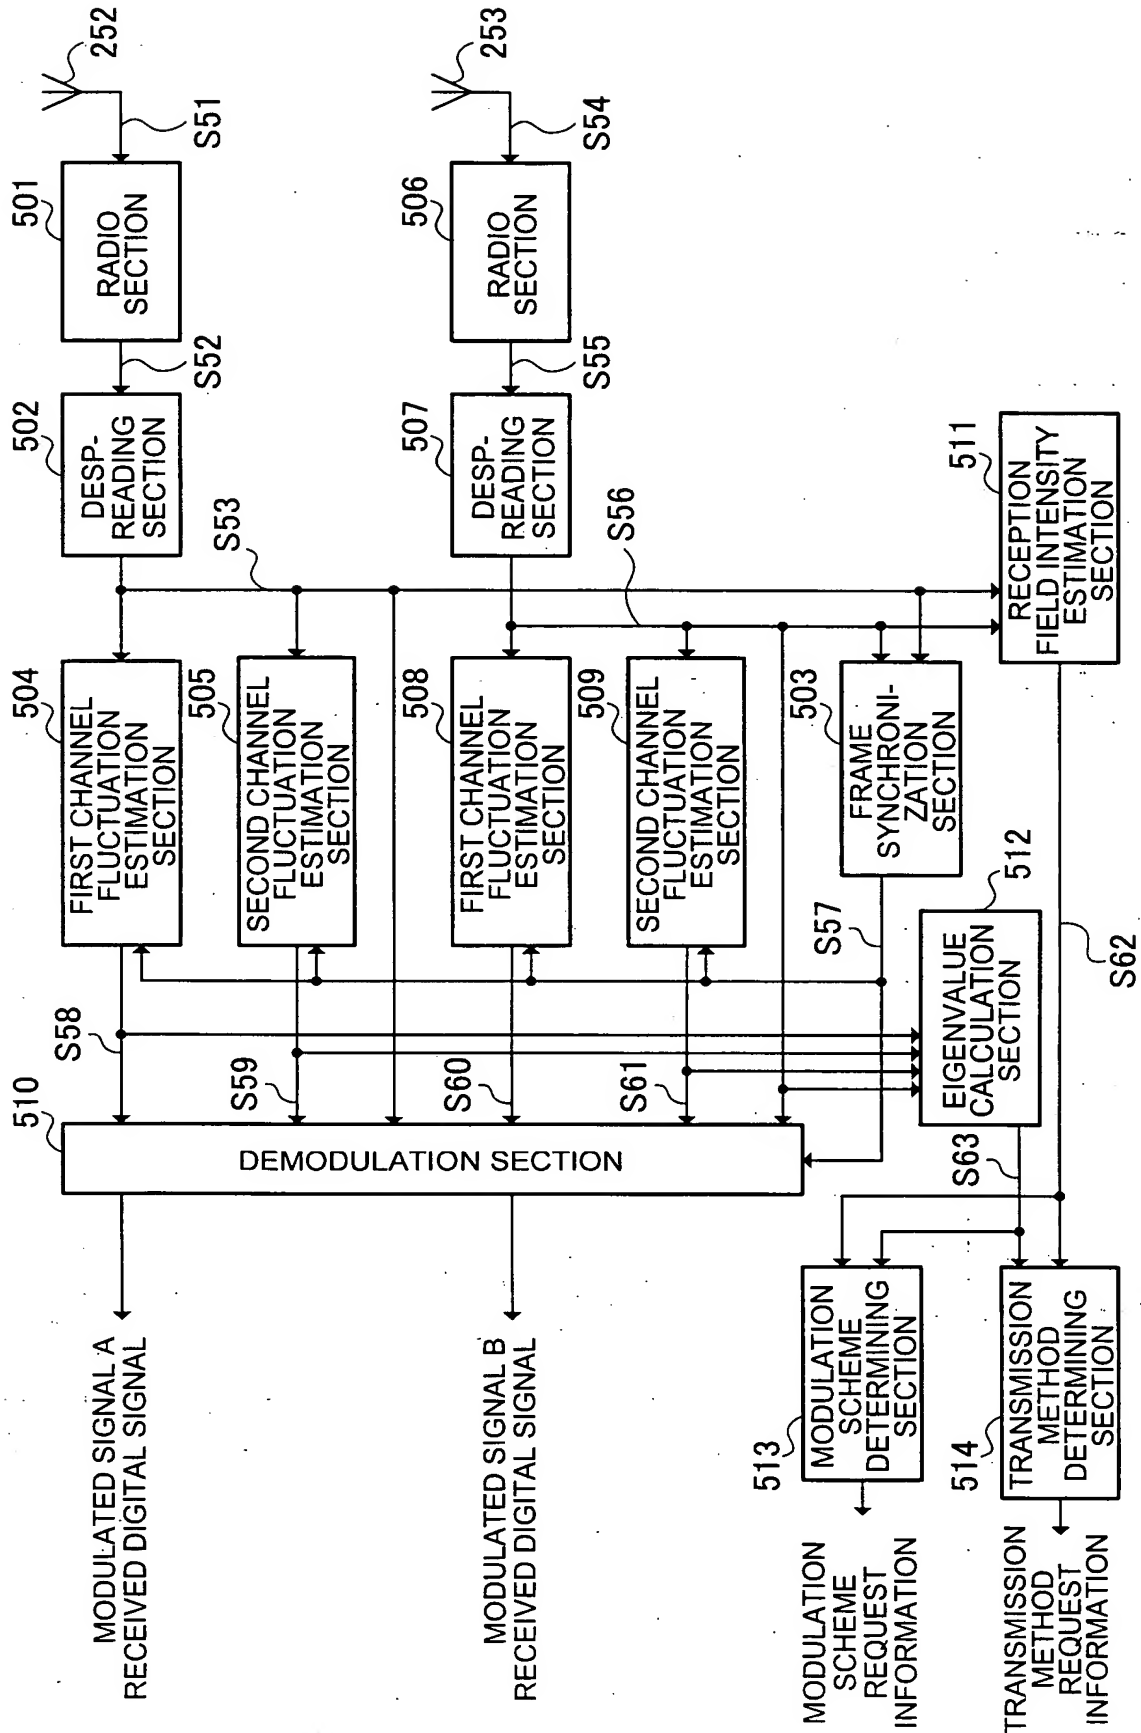 252
S51
501
RADIO
SECTION
S52
502
DESP-
READING
SECTION
S53
504
FIRST CHANNEL
FLUCTUATION
ESTIMATION
SECTION
505
SECOND CHANNEL
FLUCTUATION
ESTIMATION
SECTION
S58
S59
253
S54
506
RADIO
SECTION
S55
507
DESP-
READING
SECTION
S56
508
FIRST CHANNEL
FLUCTUATION
ESTIMATION
SECTION
509
SECOND CHANNEL
FLUCTUATION
ESTIMATION
SECTION
S60
S61
510
DEMODULATION SECTION
MODULATED SIGNAL A
RECEIVED DIGITAL SIGNAL
MODULATED SIGNAL B
RECEIVED DIGITAL SIGNAL
503
FRAME
SYNCHRONI-
ZATION
SECTION
S57
511
RECEPTION
FIELD INTENSITY
ESTIMATION
SECTION
S62
512
EIGENVALUE
CALCULATION
SECTION
S63
513
MODULATION
SCHEME
DETERMINING
SECTION
MODULATION
SCHEME
REQUEST
INFORMATION
514
TRANSMISSION
METHOD
DETERMINING
SECTION
TRANSMISSION
METHOD
REQUEST
INFORMATION